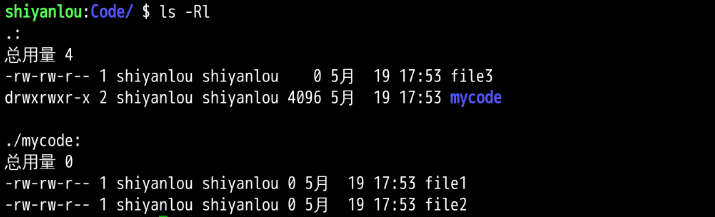 shiyanlou:Code/ $ ls -Rl
.:
总用量 4
-rw-rw-r-- 1 shiyanlou shiyanlou    0 5月  19 17:53 file3
drwxrwxr-x 2 shiyanlou shiyanlou 4096 5月  19 17:53 mycode

./mycode:
总用量 0
-rw-rw-r-- 1 shiyanlou shiyanlou 0 5月  19 17:53 file1
-rw-rw-r-- 1 shiyanlou shiyanlou 0 5月  19 17:53 file2